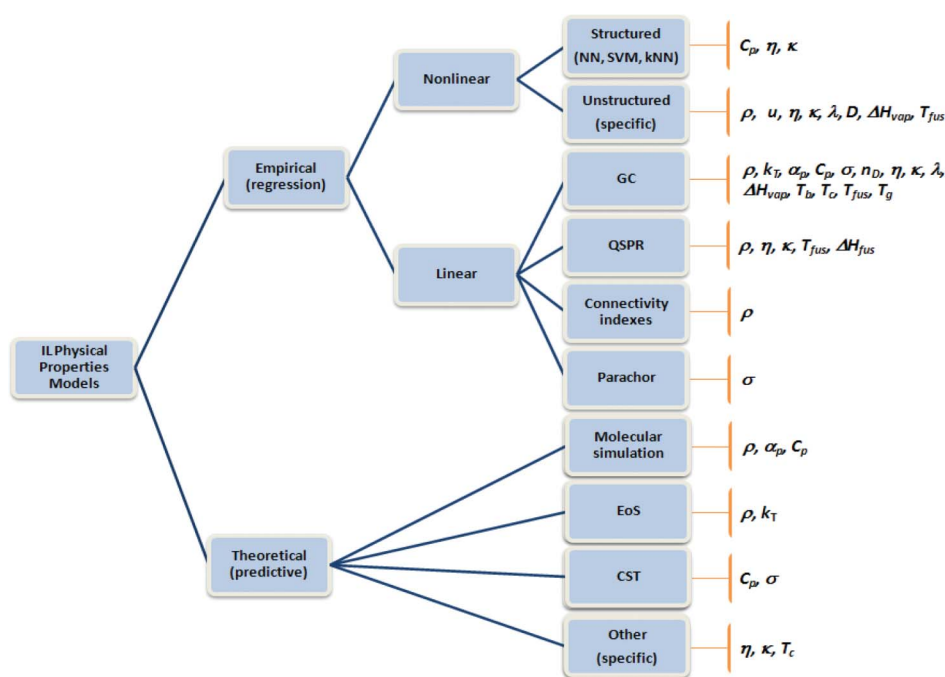 Structured
(NN, SVM, kNN)
Cp, η, κ
Nonlinear
Unstructured
(specific)
ρ, u, η, κ, λ, D, ΔHvap, Tfus
Empirical
(regression)
GC
ρ, kT, αp, Cp, σ, nD, η, κ, λ,
ΔHvap, Tb, Tc, Tfus, Tg
QSPR
ρ, η, κ, Tfus, ΔHfus
Linear
Connectivity
indexes
ρ
IL Physical
Properties
Models
Parachor
σ
Molecular
simulation
ρ, αp, Cp
EoS
ρ, kT
Theoretical
(predictive)
CST
Cp, σ
Other
(specific)
η, κ, Tc